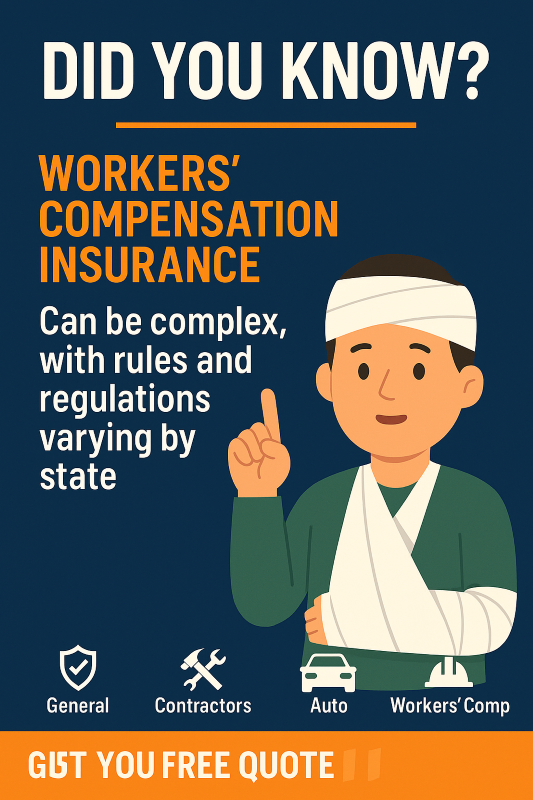 DID YOU KNOW?
WORKERS'
COMPENSATION
INSURANCE
Can be complex,
with rules and
regulations
varying by
state
General Contractors Auto Workers' Comp
YOU FREE QUOTE